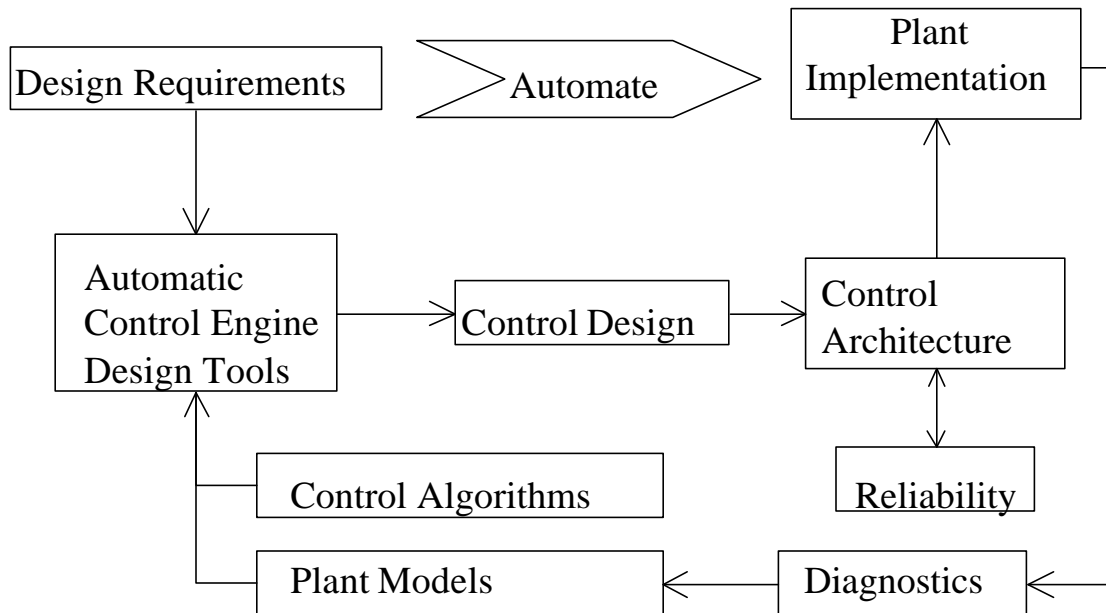 Design Requirements
Automate
Plant
Implementation
Automatic
Control Engine
Design Tools
Control Design
Control
Architecture
Control Algorithms
Reliability
Plant Models
Diagnostics